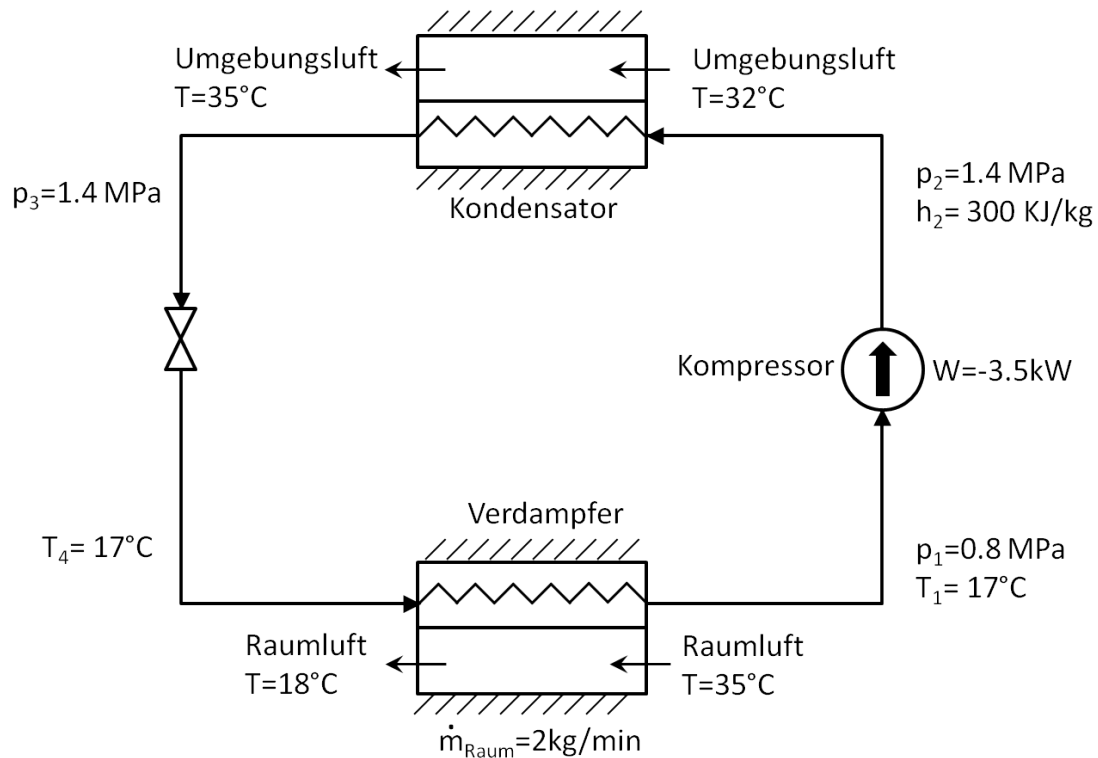 Umgebungsluft
T=35°C
Umgebungsluft
T=32°C
p₃=1.4 MPa
Kondensator
p₂=1.4 MPa
h₂= 300 KJ/kg
Kompressor
W=-3.5kW
Verdampfer
T₄= 17°C
p₁=0.8 MPa
T₁= 17°C
Raumluft
T=18°C
Raumluft
T=35°C
ṁ_Raum=2kg/min